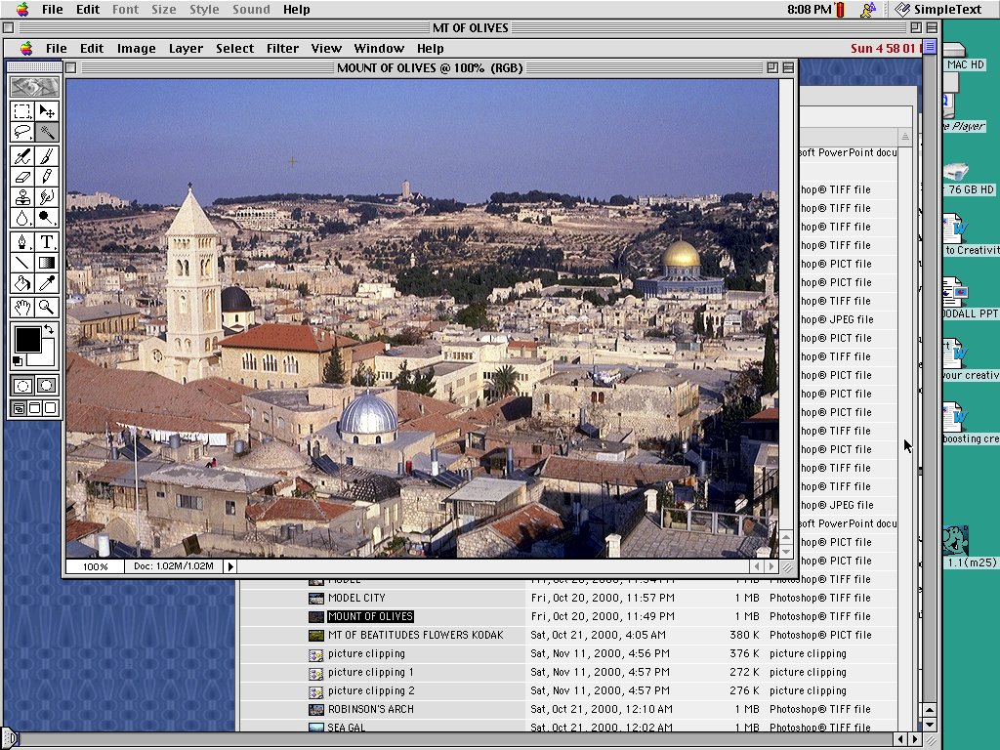 File Edit Font Size Style Sound Help 8:08 PM SimpleText
MT OF OLIVES
File Edit Image Layer Select Filter View Window Help Sun 4 58 01
MOUNT OF OLIVES @ 100% (RGB)
MAC HD
Player
soft PowerPoint docu
hop® TIFF file
76 GB HD
hop® TIFF file
hop® TIFF file
hop® TIFF file
to Creativit
hop® PICT file
hop® PICT file
hop® TIFF file
ODALL PPT
hop® JPEG file
hop® PICT file
hop® TIFF file
hop® PICT file
your creativ
hop® PICT file
hop® PICT file
hop® TIFF file
boosting cre
hop® PICT file
hop® TIFF file
hop® TIFF file
hop® JPEG file
soft PowerPoint docu
hop® PICT file
hop® PICT file
1.1(m25)
100% Doc: 1.02M/1.02M
MODEL Fri, Oct 20, 2000, 11:54 PM 1 MB Photoshop® TIFF file
MODEL CITY Fri, Oct 20, 2000, 11:57 PM 1 MB Photoshop® TIFF file
MOUNT OF OLIVES Fri, Oct 20, 2000, 11:49 PM 1 MB Photoshop® TIFF file
MT OF BEATITUDES FLOWERS KODAK Sat, Oct 21, 2000, 4:05 AM 380 K Photoshop® PICT file
picture clipping Sat, Nov 11, 2000, 4:56 PM 376 K picture clipping
picture clipping 1 Sat, Nov 11, 2000, 4:57 PM 272 K picture clipping
picture clipping 2 Sat, Nov 11, 2000, 4:57 PM 276 K picture clipping
ROBINSON'S ARCH Sat, Oct 21, 2000, 12:10 AM 1 MB Photoshop® TIFF file
SEA GAL Sat, Oct 21, 2000, 12:02 AM 1 MB Photoshop® TIFF file